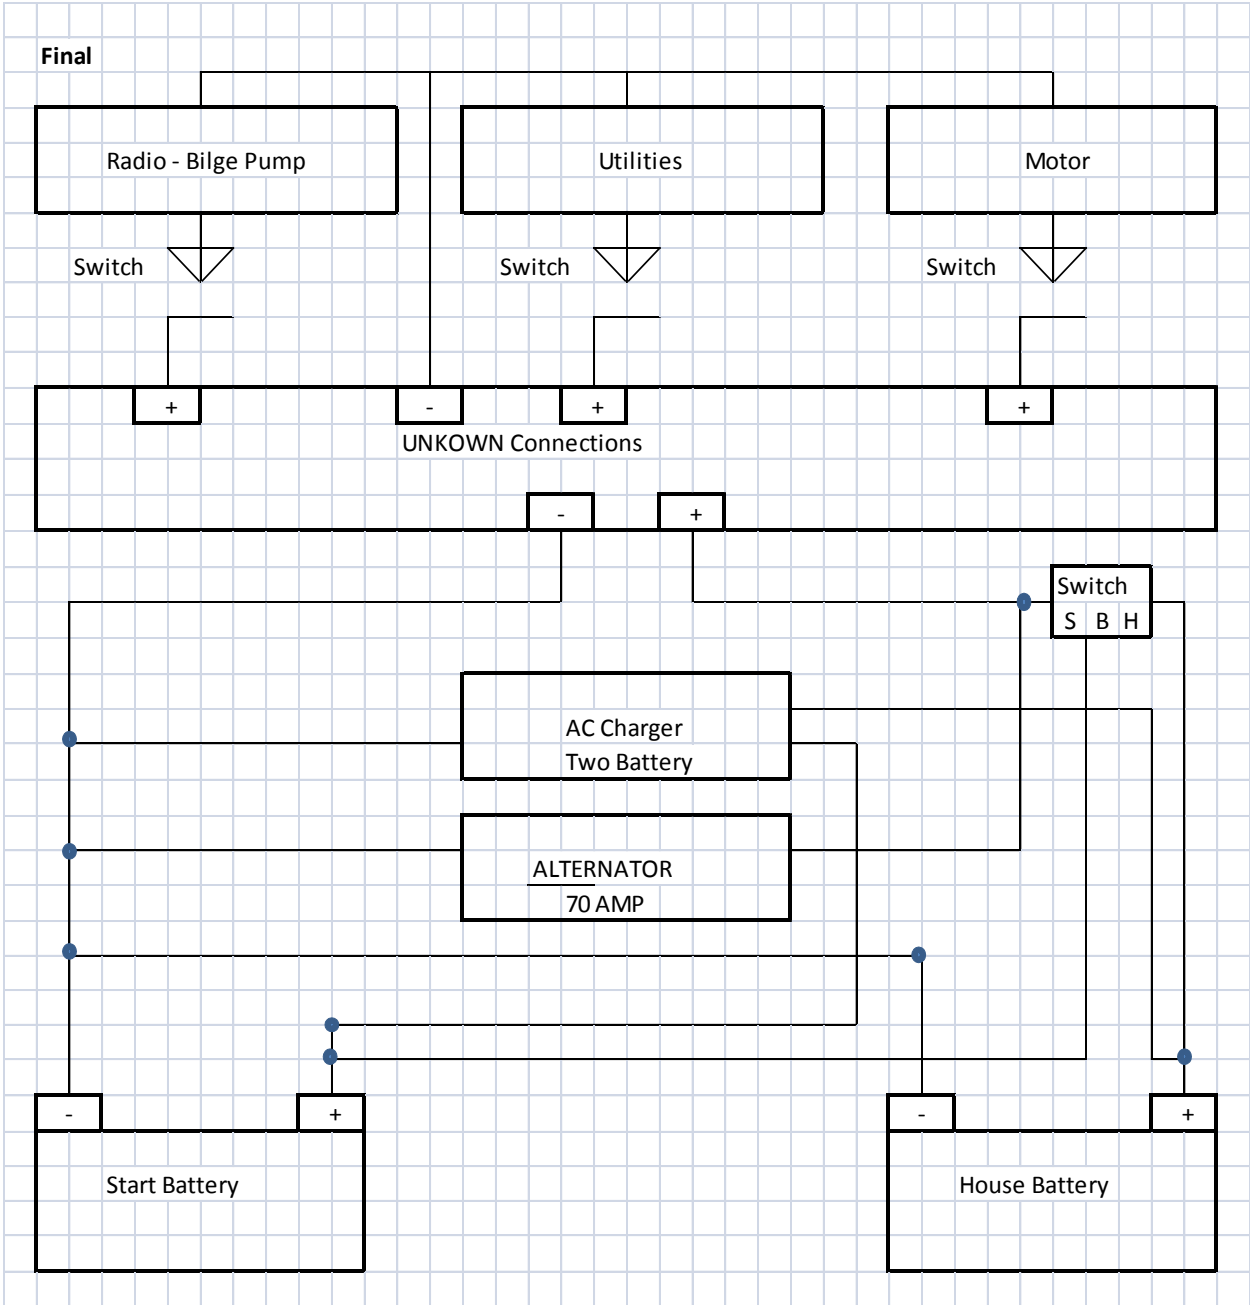 Final
Radio - Bilge Pump
Utilities
Motor
Switch
Switch
Switch
+
-
+
+
UNKOWN Connections
-
+
Switch
S B H
AC Charger
Two Battery
ALTERNATOR
70 AMP
-
+
-
+
Start Battery
House Battery